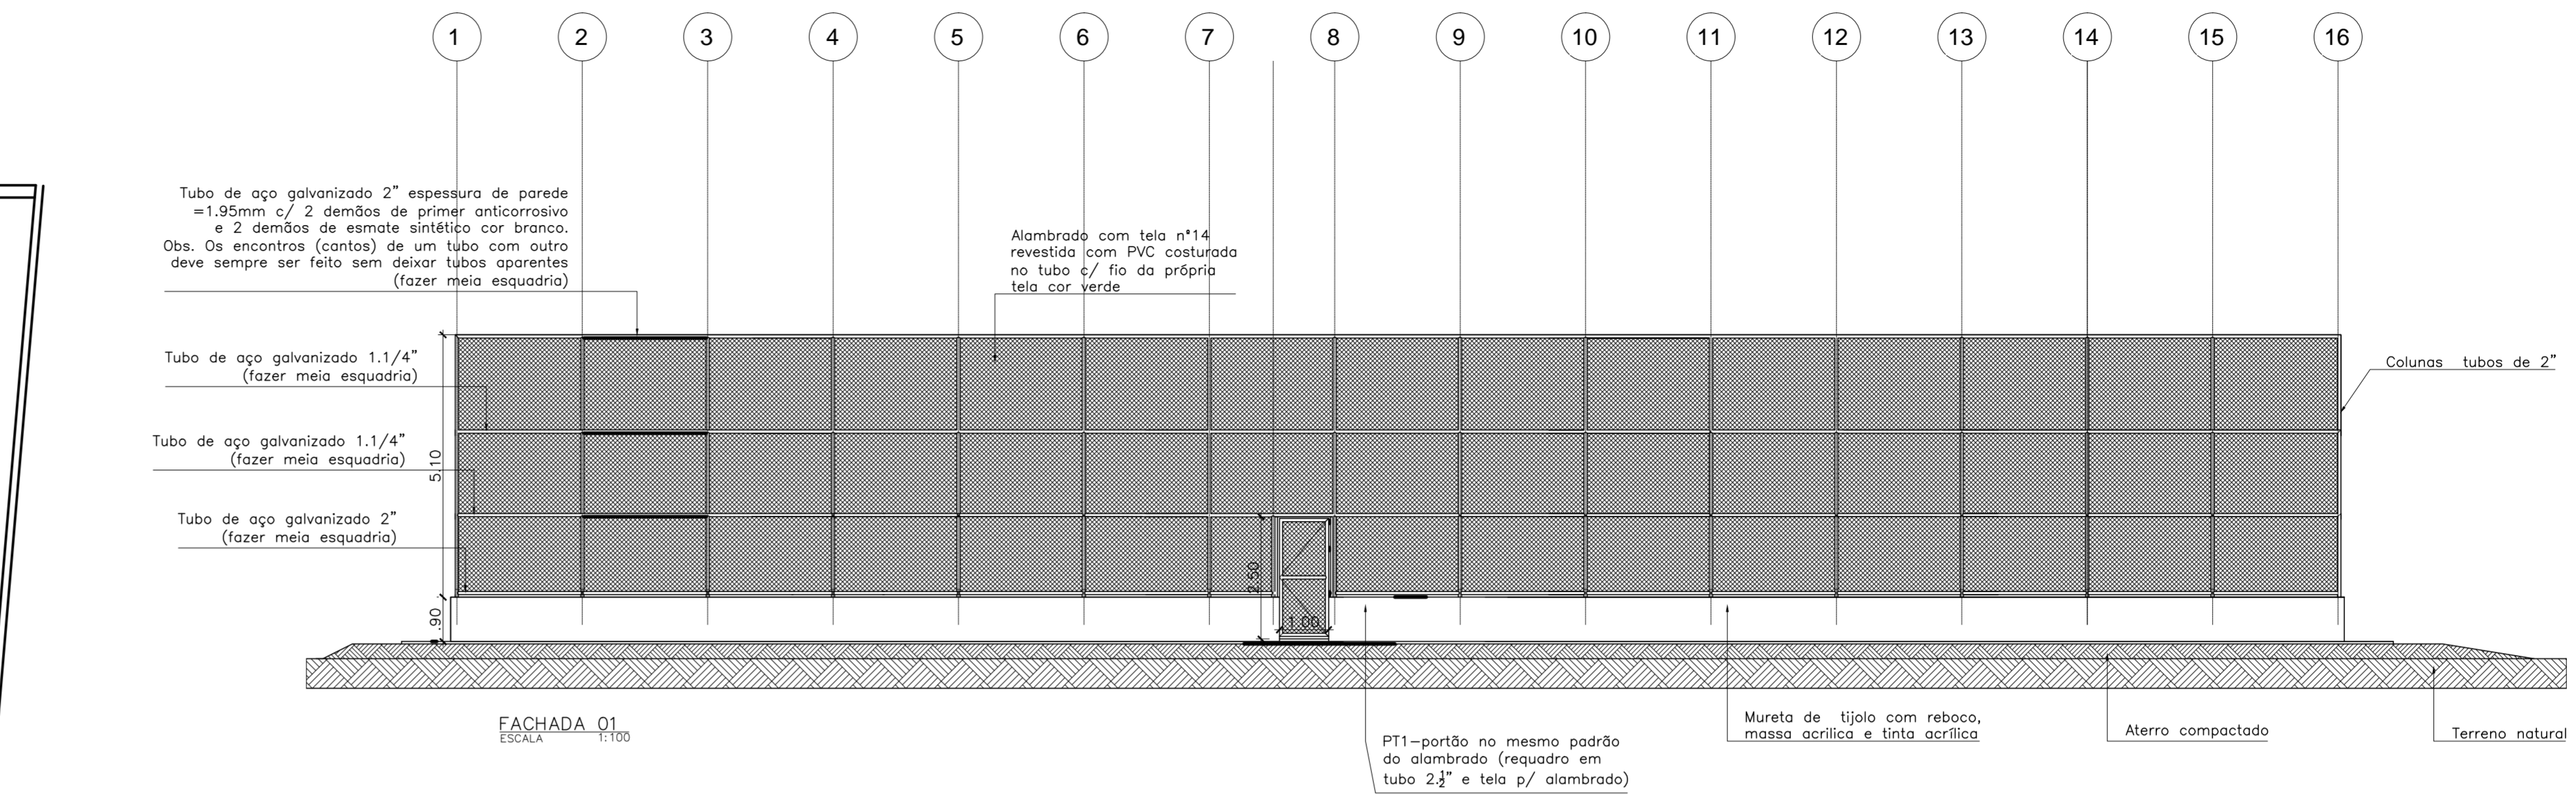 1 2 3 4 5 6 7 8 9 10 11 12 13 14 15 16
Tubo de aço galvanizado 2" espessura de parede
=1.95mm c/ 2 demãos de primer anticorrosivo
e 2 demãos de esmate sintético cor branco.
Obs. Os encontros (cantos) de um tubo com outro
deve sempre ser feito sem deixar tubos aparentes
(fazer meia esquadria)
Alambrado com tela n°14
revestida com PVC costurada
no tubo c/ fio da própria
tela cor verde
Tubo de aço galvanizado 1.1/4"
(fazer meia esquadria)
Colunas tubos de 2"
Tubo de aço galvanizado 1.1/4"
(fazer meia esquadria)
5.10
Tubo de aço galvanizado 2"
(fazer meia esquadria)
2.50
.90
1.00
FACHADA 01
ESCALA 1:100
PT1-portão no mesmo padrão
do alambrado (requadro em
tubo 2.½" e tela p/ alambrado)
Mureta de tijolo com reboco,
massa acrilica e tinta acrílica
Aterro compactado
Terreno natural